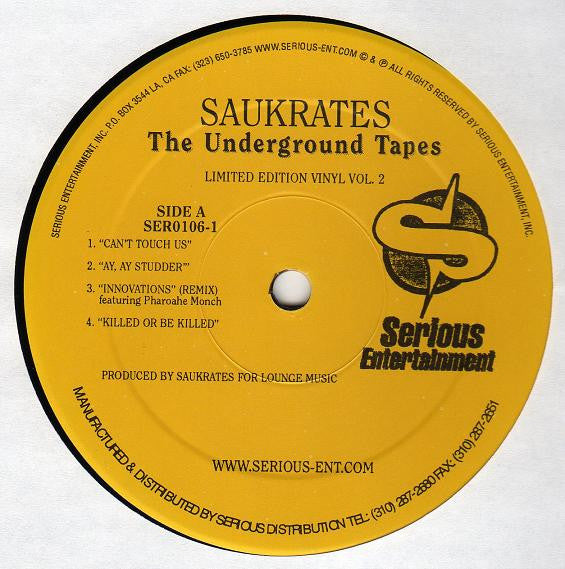 SERIOUS ENTERTAINMENT, INC. P.O. BOX 3544 LA, CA FAX: (323) 650-3785 WWW.SERIOUS-ENT.COM © & ℗ ALL RIGHTS RESERVED BY SERIOUS ENTERTAINMENT, INC.
SAUKRATES
The Underground Tapes
LIMITED EDITION VINYL VOL. 2
SIDE A
SER0106-1
1. "CAN'T TOUCH US"
2. "AY, AY STUDDER'"
3. "INNOVATIONS" (REMIX)
featuring Pharoahe Monch
4. "KILLED OR BE KILLED"
S
Serious
Entertainment
PRODUCED BY SAUKRATES FOR LOUNGE MUSIC
WWW.SERIOUS-ENT.COM
MANUFACTURED & DISTRIBUTED BY SERIOUS DISTRIBUTION TEL: (310) 287-2680 FAX: (310) 287-2651